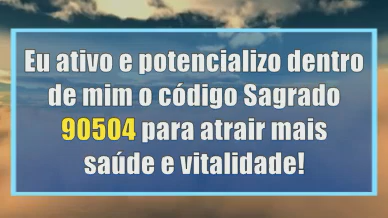 Eu ativo e potencializo dentro
de mim o código Sagrado
90504 para atrair mais
saúde e vitalidade!